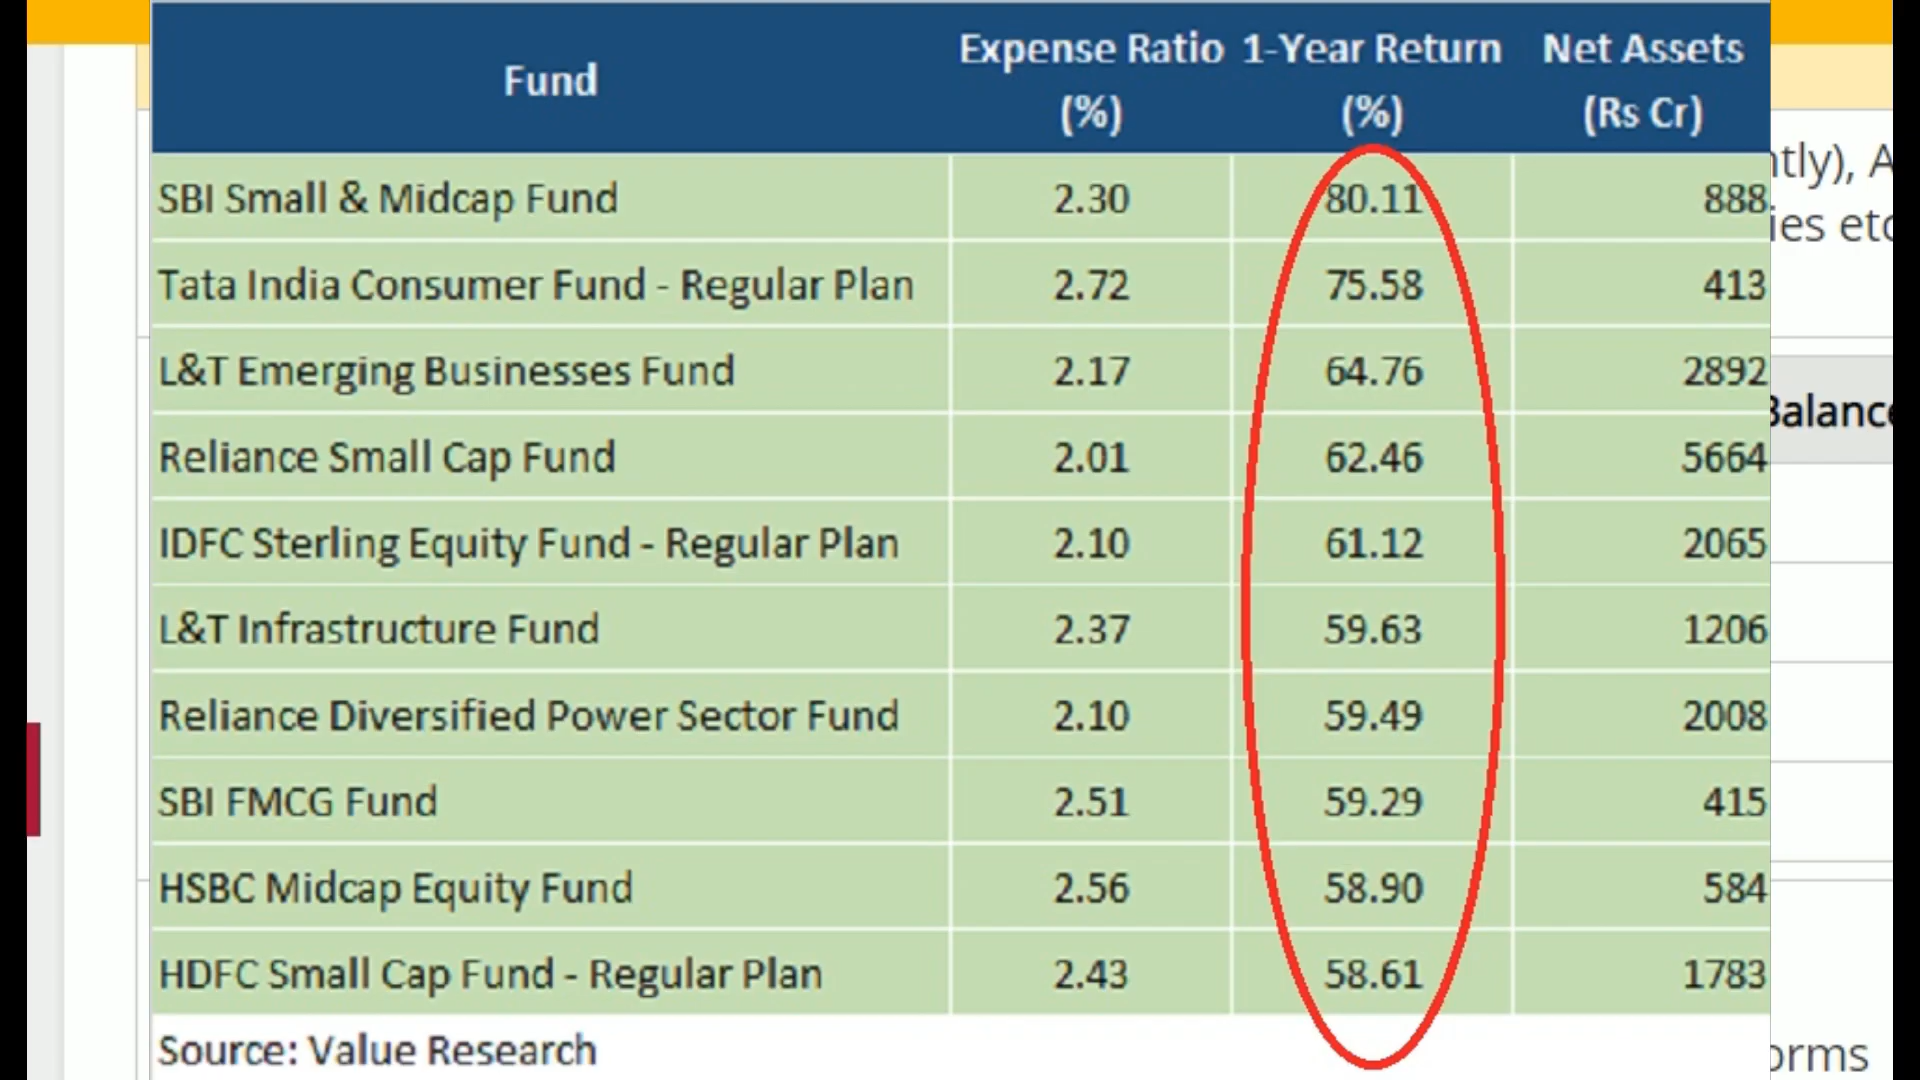 Fund Expense Ratio (%) 1-Year Return (%) Net Assets (Rs Cr)
SBI Small & Midcap Fund 2.30 80.11 888
Tata India Consumer Fund - Regular Plan 2.72 75.58 413
L&T Emerging Businesses Fund 2.17 64.76 2892
Reliance Small Cap Fund 2.01 62.46 5664
IDFC Sterling Equity Fund - Regular Plan 2.10 61.12 2065
L&T Infrastructure Fund 2.37 59.63 1206
Reliance Diversified Power Sector Fund 2.10 59.49 2008
SBI FMCG Fund 2.51 59.29 415
HSBC Midcap Equity Fund 2.56 58.90 584
HDFC Small Cap Fund - Regular Plan 2.43 58.61 1783
Source: Value Research